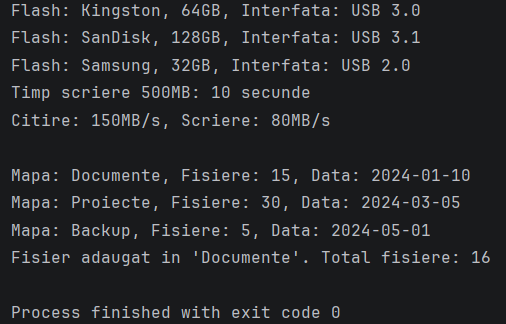 Flash: Kingston, 64GB, Interfata: USB 3.0
Flash: SanDisk, 128GB, Interfata: USB 3.1
Flash: Samsung, 32GB, Interfata: USB 2.0
Timp scriere 500MB: 10 secunde
Citire: 150MB/s, Scriere: 80MB/s
Mapa: Documente, Fisiere: 15, Data: 2024-01-10
Mapa: Proiecte, Fisiere: 30, Data: 2024-03-05
Mapa: Backup, Fisiere: 5, Data: 2024-05-01
Fisier adaugat in 'Documente'. Total fisiere: 16
Process finished with exit code 0